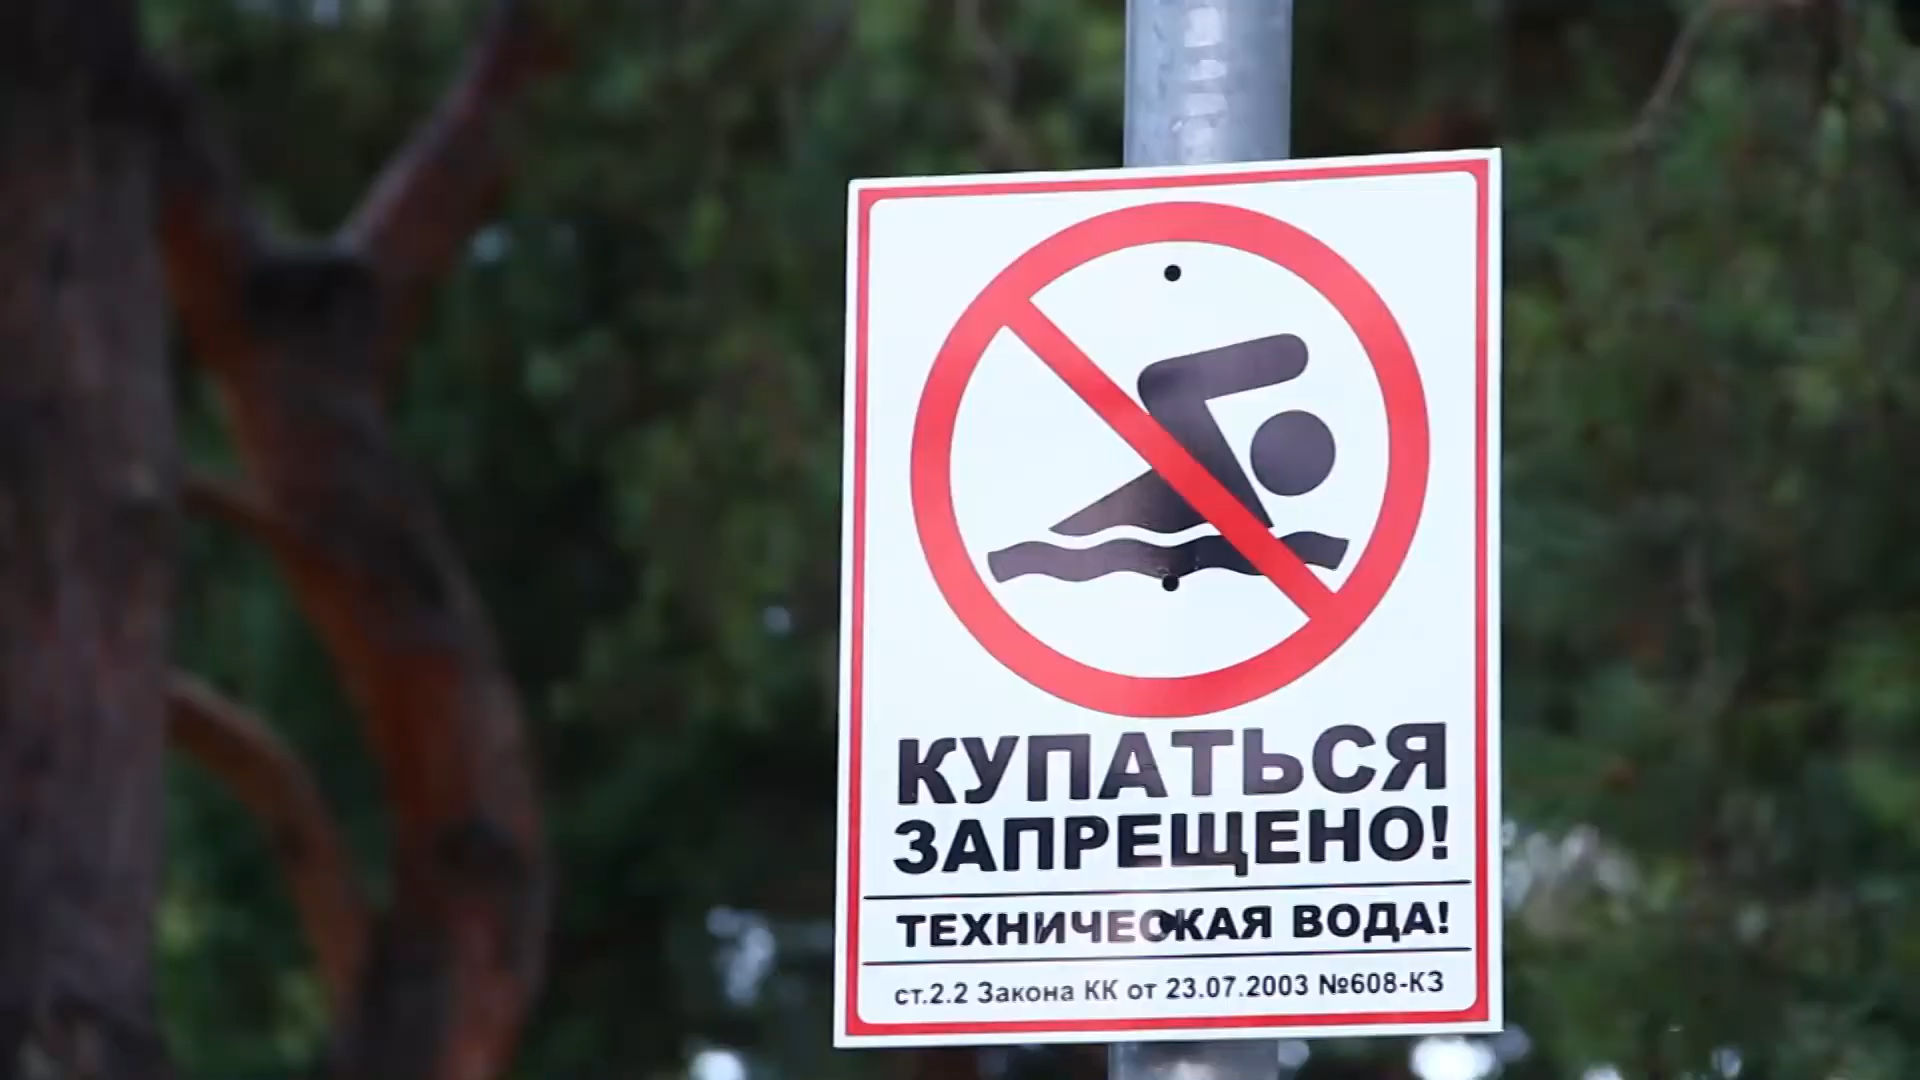 КУПАТЬСЯ
ЗАПРЕЩЕНО!
ТЕХНИЧЕСКАЯ ВОДА!
ст.2.2 Закона КК от 23.07.2003 №608-КЗ